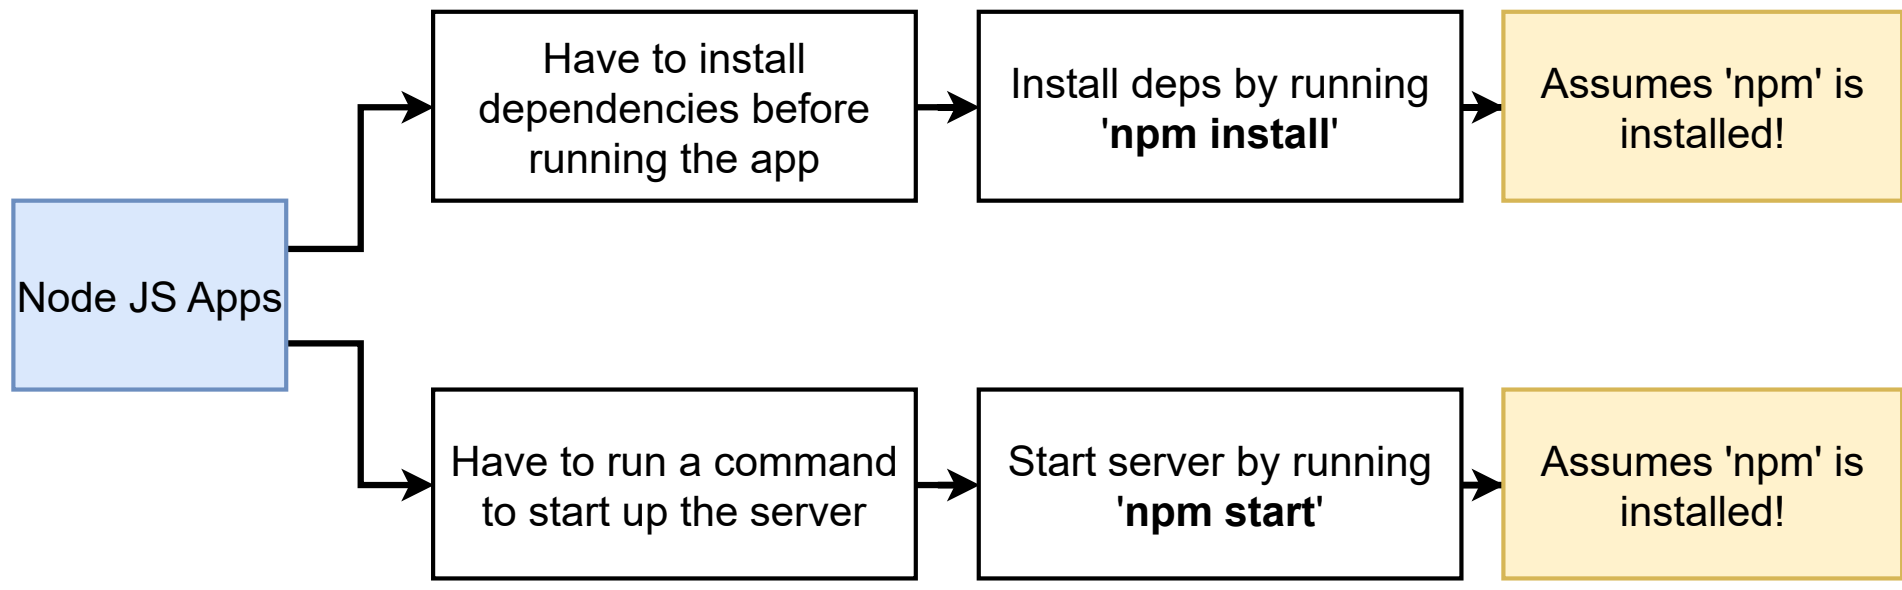 Node JS Apps
Have to install
dependencies before
running the app
Install deps by running
'npm install'
Assumes 'npm' is
installed!
Have to run a command
to start up the server
Start server by running
'npm start'
Assumes 'npm' is
installed!